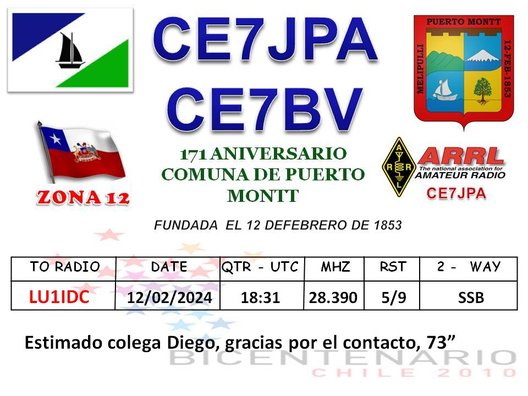 CE7JPA
CE7BV
171 ANIVERSARIO
COMUNA DE PUERTO
MONTT
PUERTO MONTT
MELIPULLI
12-FEB-1853
ZONA 12
ARRL
The national association for
AMATEUR RADIO
CE7JPA
FUNDADA EL 12 DEFEBRERO DE 1853
TO RADIO DATE QTR - UTC MHZ RST 2 - WAY
LU1IDC 12/02/2024 18:31 28.390 5/9 SSB
Estimado colega Diego, gracias por el contacto, 73”
BICENTENARIO
CHILE 2010